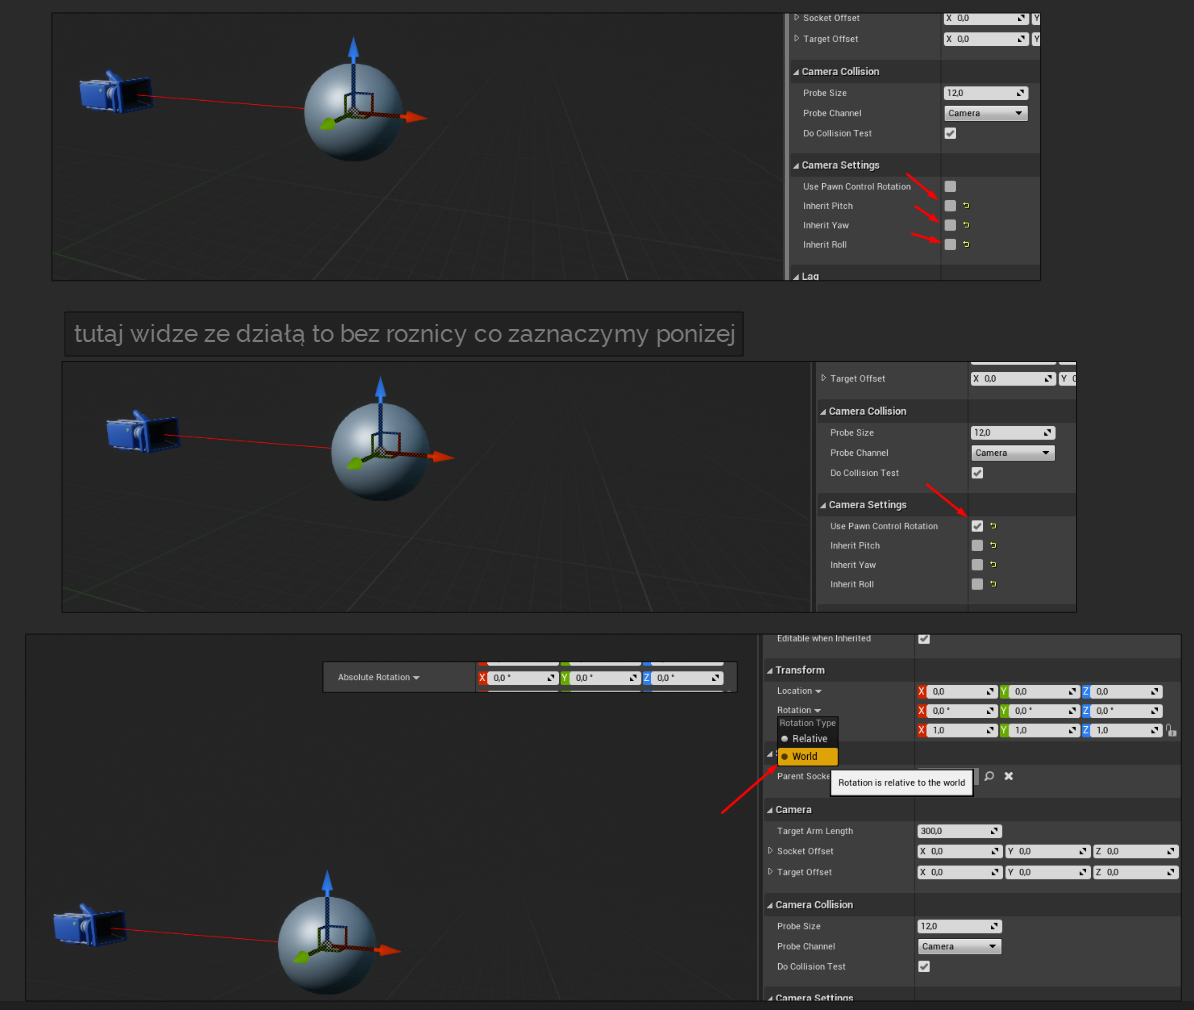 Socket Offset X 0,0 Y
Target Offset X 0,0 Y
Camera Collision
Probe Size 12,0
Probe Channel Camera
Do Collision Test
Camera Settings
Use Pawn Control Rotation
Inherit Pitch
Inherit Yaw
Inherit Roll
Lag
tutaj widze ze działą to bez roznicy co zaznaczymy ponizej
Target Offset X 0,0 Y
Camera Collision
Probe Size 12,0
Probe Channel Camera
Do Collision Test
Camera Settings
Use Pawn Control Rotation
Inherit Pitch
Inherit Yaw
Inherit Roll
Editable when Inherited
Absolute Rotation X 0,0 ° Y 0,0 ° Z 0,0 °
Transform
Location X 0,0 Y 0,0 Z 0,0
Rotation X 0,0 ° Y 0,0 ° Z 0,0 °
Rotation Type
X 1,0 Y 1,0 Z 1,0
Relative
World
Parent Socke
Rotation is relative to the world
Camera
Target Arm Length 300,0
Socket Offset X 0,0 Y 0,0 Z 0,0
Target Offset X 0,0 Y 0,0 Z 0,0
Camera Collision
Probe Size 12,0
Probe Channel Camera
Do Collision Test
Camera Settings